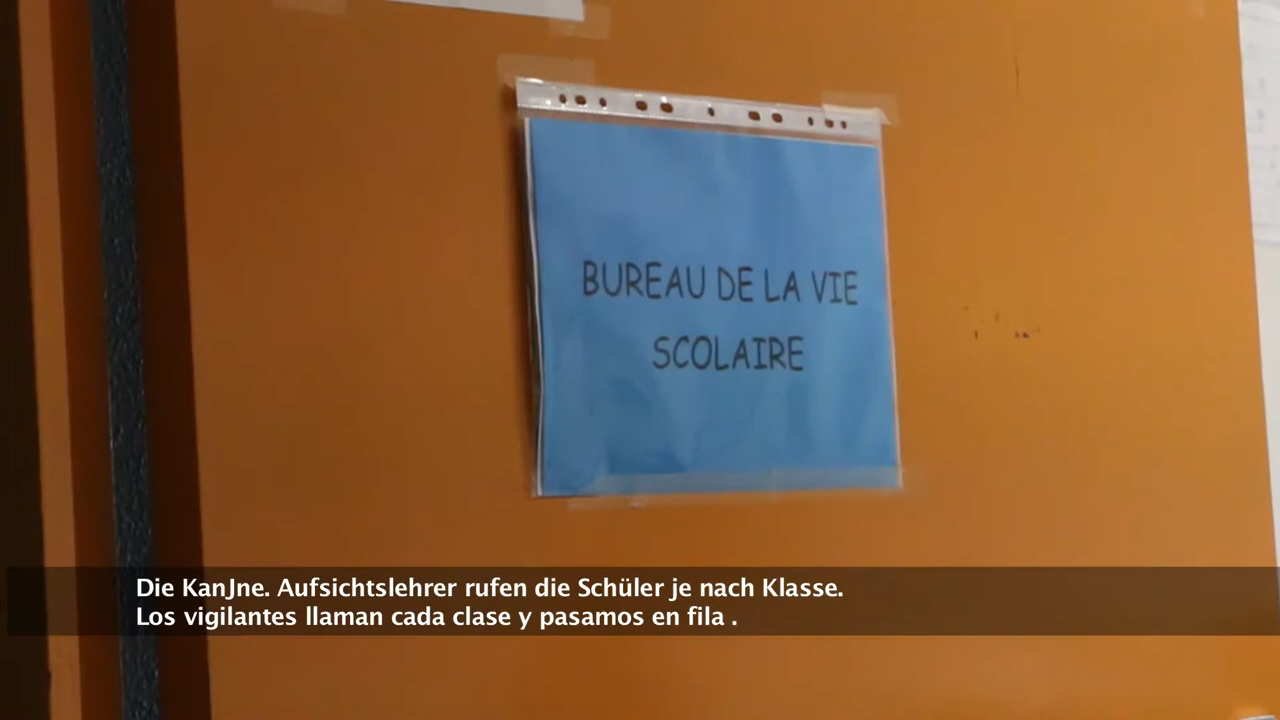 BUREAU DE LA VIE
SCOLAIRE
Die KanJne. Aufsichtslehrer rufen die Schüler je nach Klasse.
Los vigilantes llaman cada clase y pasamos en fila .